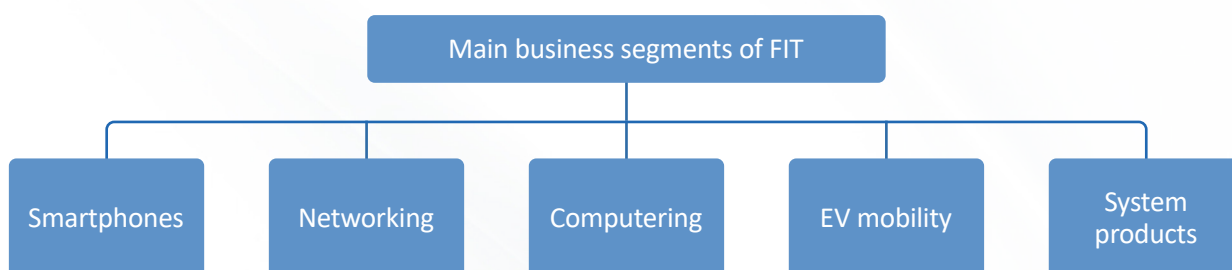 Main business segments of FIT
Smartphones
Networking
Computering
EV mobility
System
products